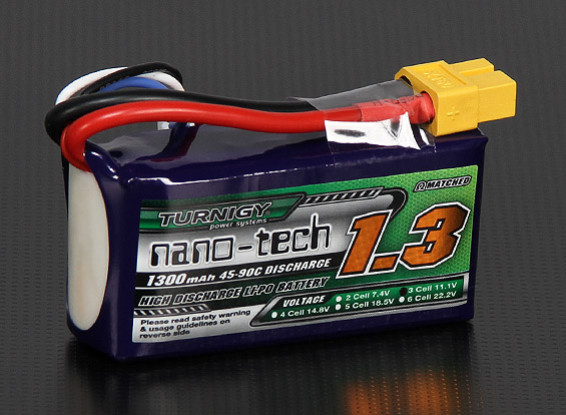 TURNIGY
power systems
Ω MATCHED
nano-tech
1.3
1300mAh 45-90C DISCHARGE
HIGH DISCHARGE LI-PO BATTERY
VOLTAGE 2 Cell 7.4V 3 Cell 11.1V
4 Cell 14.8V 5 Cell 18.5V 6 Cell 22.2V
Please read safety warning
& usage guidelines on
reverse side
+